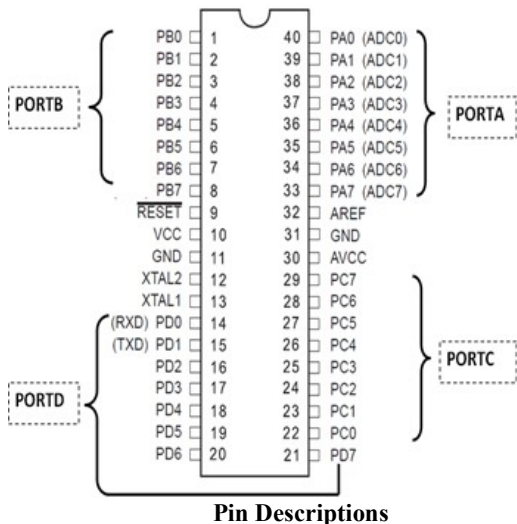 PB0 1 40 PA0 (ADC0)
PB1 2 39 PA1 (ADC1)
PB2 3 38 PA2 (ADC2)
PB3 4 37 PA3 (ADC3)
PORTB PORTA
PB4 5 36 PA4 (ADC4)
PB5 6 35 PA5 (ADC5)
PB6 7 34 PA6 (ADC6)
PB7 8 33 PA7 (ADC7)
RESET 9 32 AREF
VCC 10 31 GND
GND 11 30 AVCC
XTAL2 12 29 PC7
XTAL1 13 28 PC6
(RXD) PD0 14 27 PC5
(TXD) PD1 15 26 PC4
PORTC
PD2 16 25 PC3
PD3 17 24 PC2
PORTD
PD4 18 23 PC1
PD5 19 22 PC0
PD6 20 21 PD7
Pin Descriptions